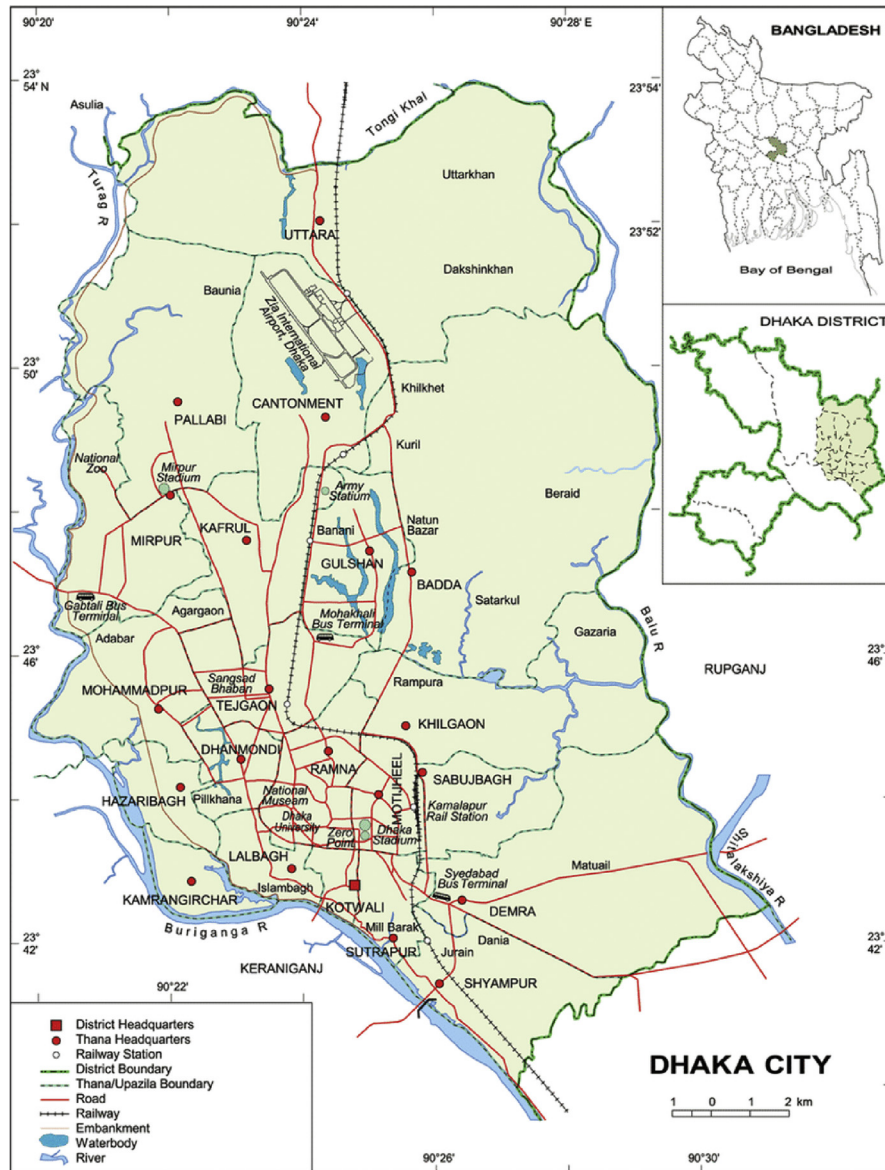 90°20'
90°24'
90°28' E
BANGLADESH
Bay of Bengal
DHAKA DISTRICT
23°
54' N
23°54'
Asulia
Tongi Khal
Turag R
Uttarkhan
UTTARA
23°52'
Dakshinkhan
Baunia
Zia International
Airport, Dhaka
23°
50'
Khilkhet
CANTONMENT
PALLABI
Kuril
National
Zoo
Mirpur
Stadium
Army
Statium
Beraid
Natun
Bazar
Banani
KAFRUL
MIRPUR
GULSHAN
BADDA
Gabtali Bus
Terminal
Agargaon
Mohakhali
Bus Terminal
Satarkul
Adabar
Gazaria
Balu R
23°
46'
23°
46'
RUPGANJ
Sangsad
Bhaban
Rampura
MOHAMMADPUR
TEJGAON
KHILGAON
DHANMONDI
RAMNA
MOTIJHEEL
SABUJBAGH
HAZARIBAGH
Pillkhana
National
Museam
Kamalapur
Rail Station
Dhaka
University
Zero
Point
Dhaka
Stadium
Shitalakshiya R
LALBAGH
Matuail
Syedabad
Bus Terminal
KAMRANGIRCHAR
Islambagh
KOTWALI
DEMRA
Buriganga R
Mill Barak
Dania
23°
42'
23°
42'
SUTRAPUR
Jurain
KERANIGANJ
SHYAMPUR
90°22'
District Headquarters
Thana Headquarters
Railway Station
District Boundary
Thana/Upazila Boundary
Road
Railway
Embankment
Waterbody
River
DHAKA CITY
1 0 1 2 km
90°26'
90°30'